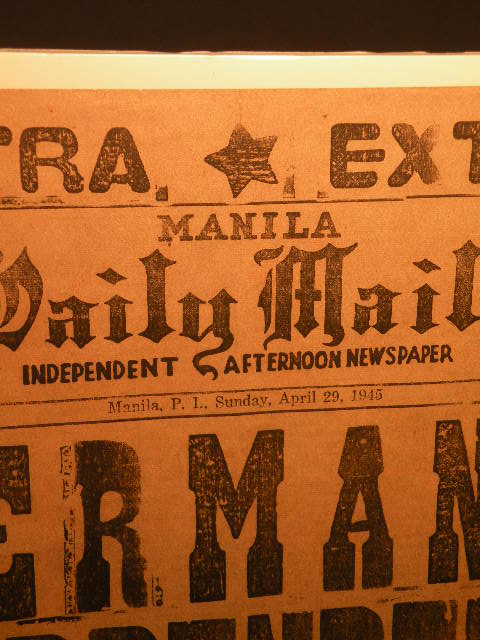 TRA ★ EXT
MANILA
Daily Mail
INDEPENDENT AFTERNOON NEWSPAPER
Manila, P. I., Sunday, April 29, 1945
ERMAN